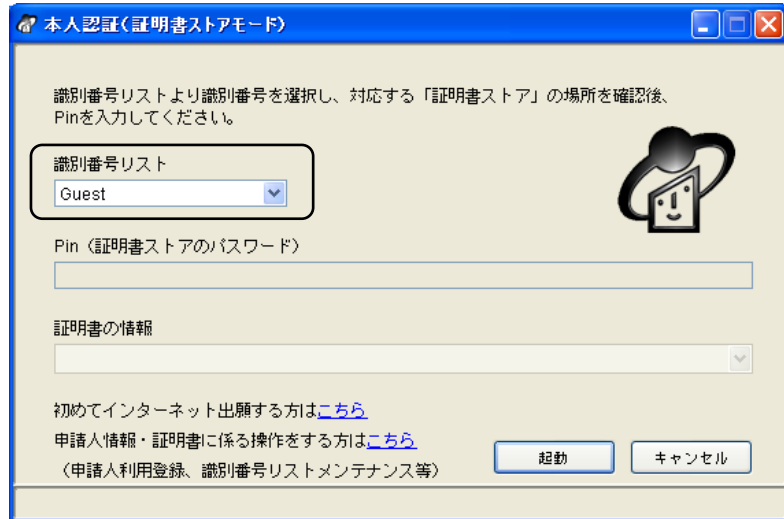 本人認証(証明書ストアモード)
識別番号リストより識別番号を選択し、対応する「証明書ストア」の場所を確認後、
Pinを入力してください。
識別番号リスト
Guest
Pin（証明書ストアのパスワード）
証明書の情報
初めてインターネット出願する方はこちら
申請人情報・証明書に係る操作をする方はこちら
（申請人利用登録、識別番号リストメンテナンス等）
起動
キャンセル